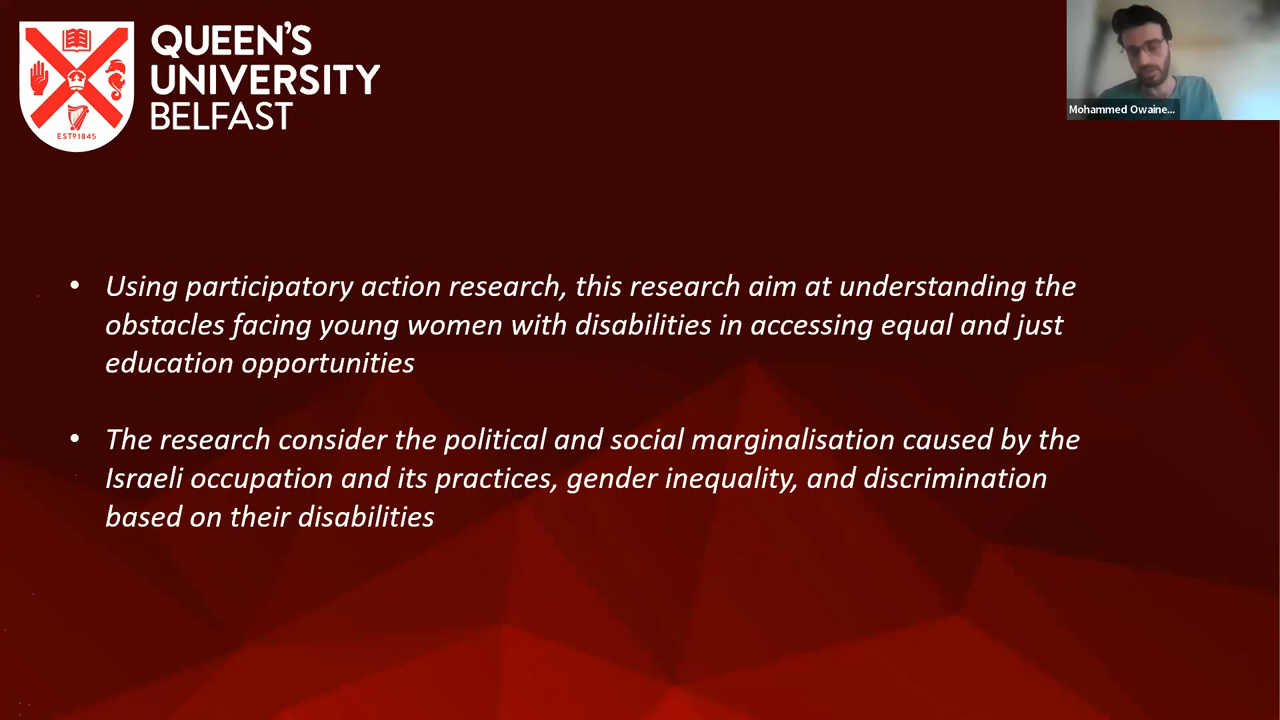 QUEEN'S
UNIVERSITY
BELFAST
ESTD1845
Mohammed Owaine...
• Using participatory action research, this research aim at understanding the
obstacles facing young women with disabilities in accessing equal and just
education opportunities
• The research consider the political and social marginalisation caused by the
Israeli occupation and its practices, gender inequality, and discrimination
based on their disabilities